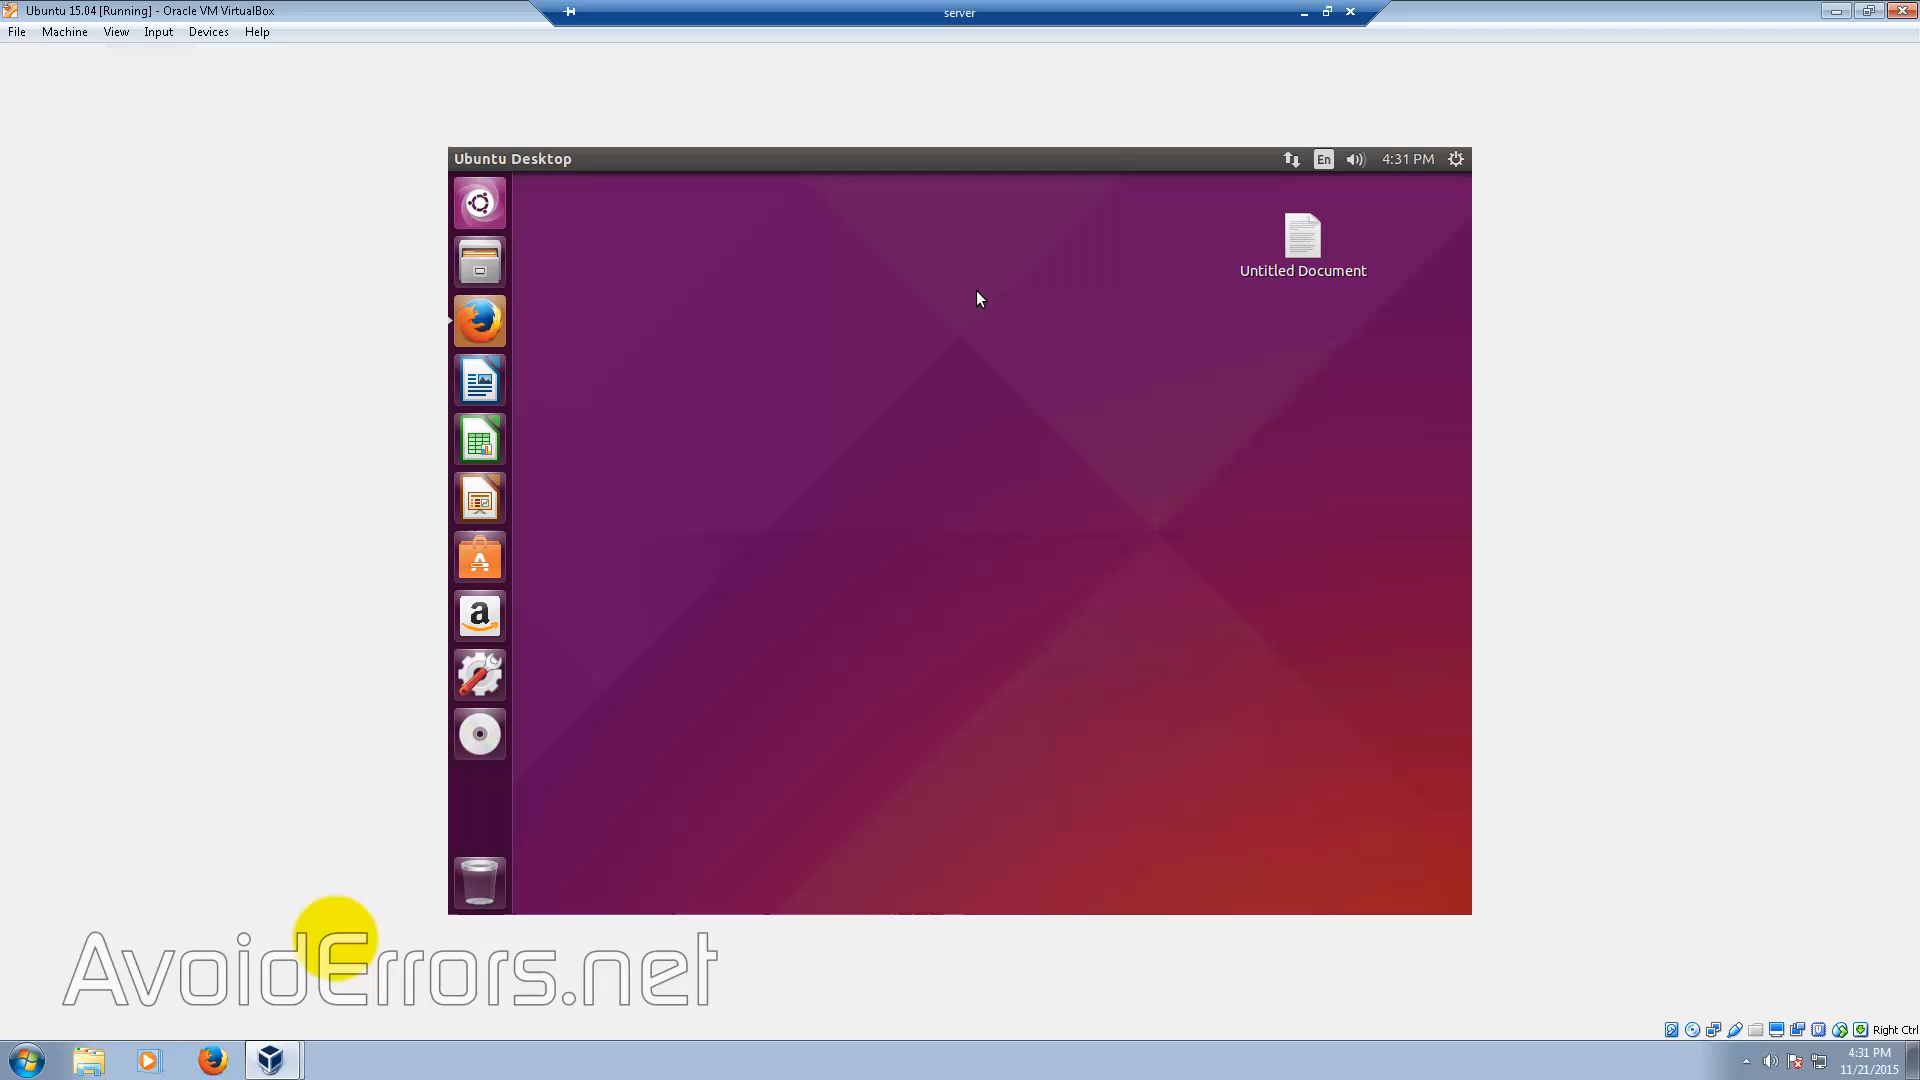 Ubuntu 15.04 [Running] - Oracle VM VirtualBox
server
File Machine View Input Devices Help
Ubuntu Desktop
En
4:31 PM
Untitled Document
A
a
AvoidErrors.net
Right Ctrl
4:31 PM
11/21/2015